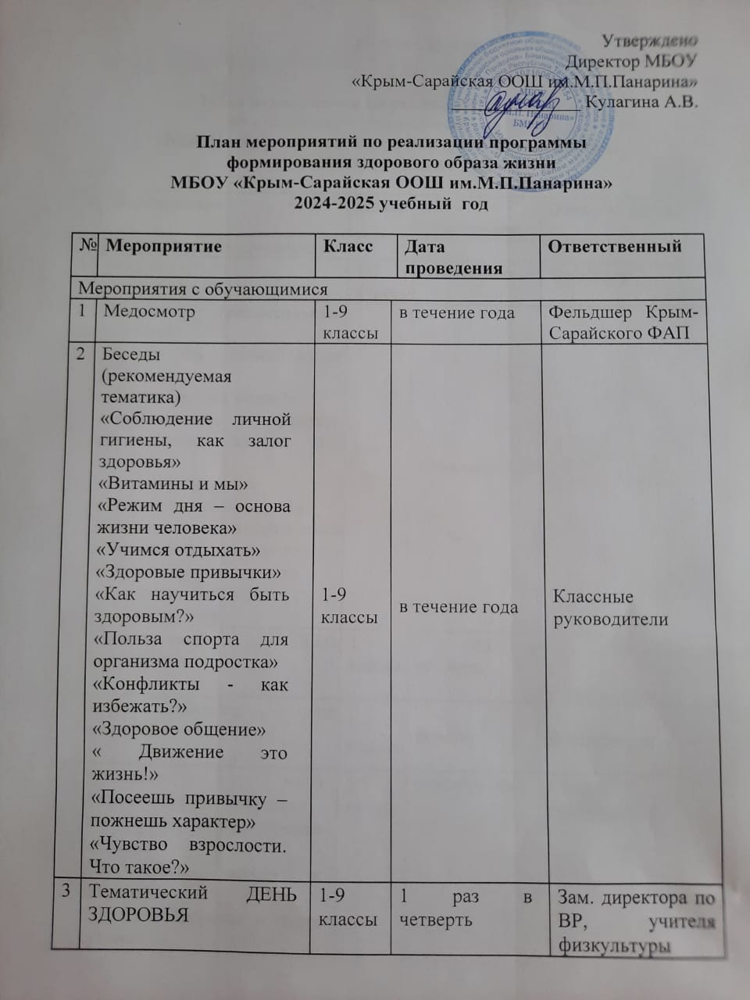 Утверждено
Директор МБОУ
«Крым-Сарайская ООШ им.М.П.Панарина»
Кулагина А.В.
План мероприятий по реализации программы
формирования здорового образа жизни
МБОУ «Крым-Сарайская ООШ им.М.П.Панарина»
2024-2025 учебный год
№ Мероприятие Класс Дата проведения Ответственный
Мероприятия с обучающимися
1 Медосмотр 1-9 в течение года Фельдшер Крым-
классы Сарайского ФАП
2 Беседы
(рекомендуемая
тематика)
«Соблюдение личной
гигиены, как залог
здоровья»
«Витамины и мы»
«Режим дня – основа
жизни человека»
«Учимся отдыхать»
«Здоровые привычки»
«Как научиться быть
здоровым?»
«Польза спорта для
организма подростка»
«Конфликты - как
избежать?»
«Здоровое общение»
« Движение это
жизнь!»
«Посеешь привычку –
пожнешь характер»
«Чувство взрослости.
Что такое?»
1-9
классы
в течение года
Классные
руководители
3 Тематический ДЕНЬ
ЗДОРОВЬЯ
1-9
классы
1 раз в
четверть
Зам. директора по
ВР, учителя
физкультуры